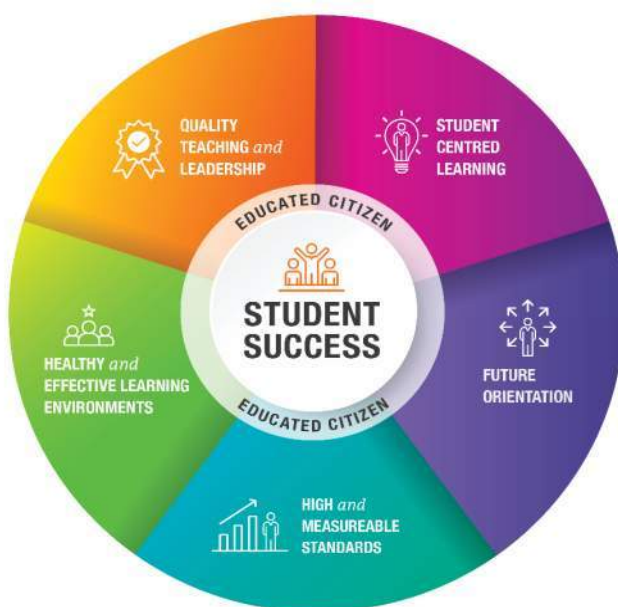 QUALITY
TEACHING and
LEADERSHIP
STUDENT
CENTRED
LEARNING
EDUCATED CITIZEN
STUDENT
SUCCESS
EDUCATED CITIZEN
HEALTHY and
EFFECTIVE LEARNING
ENVIRONMENTS
FUTURE
ORIENTATION
HIGH and
MEASUREABLE
STANDARDS